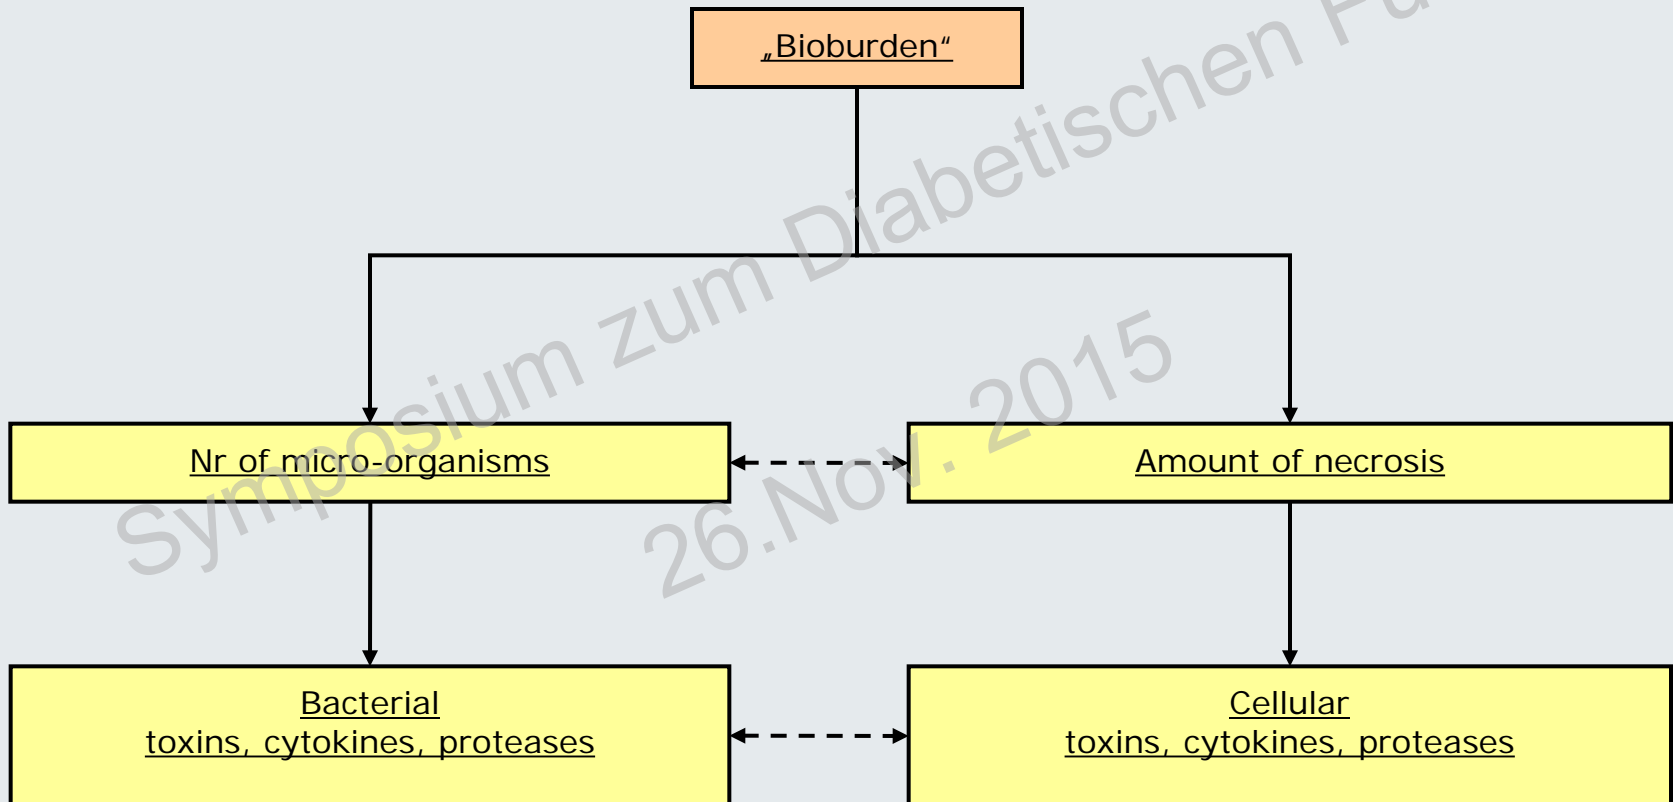 „Bioburden“
Nr of micro-organisms
Amount of necrosis
Bacterial
toxins, cytokines, proteases
Cellular
toxins, cytokines, proteases
Symposium zum Diabetischen
26.Nov. 2015